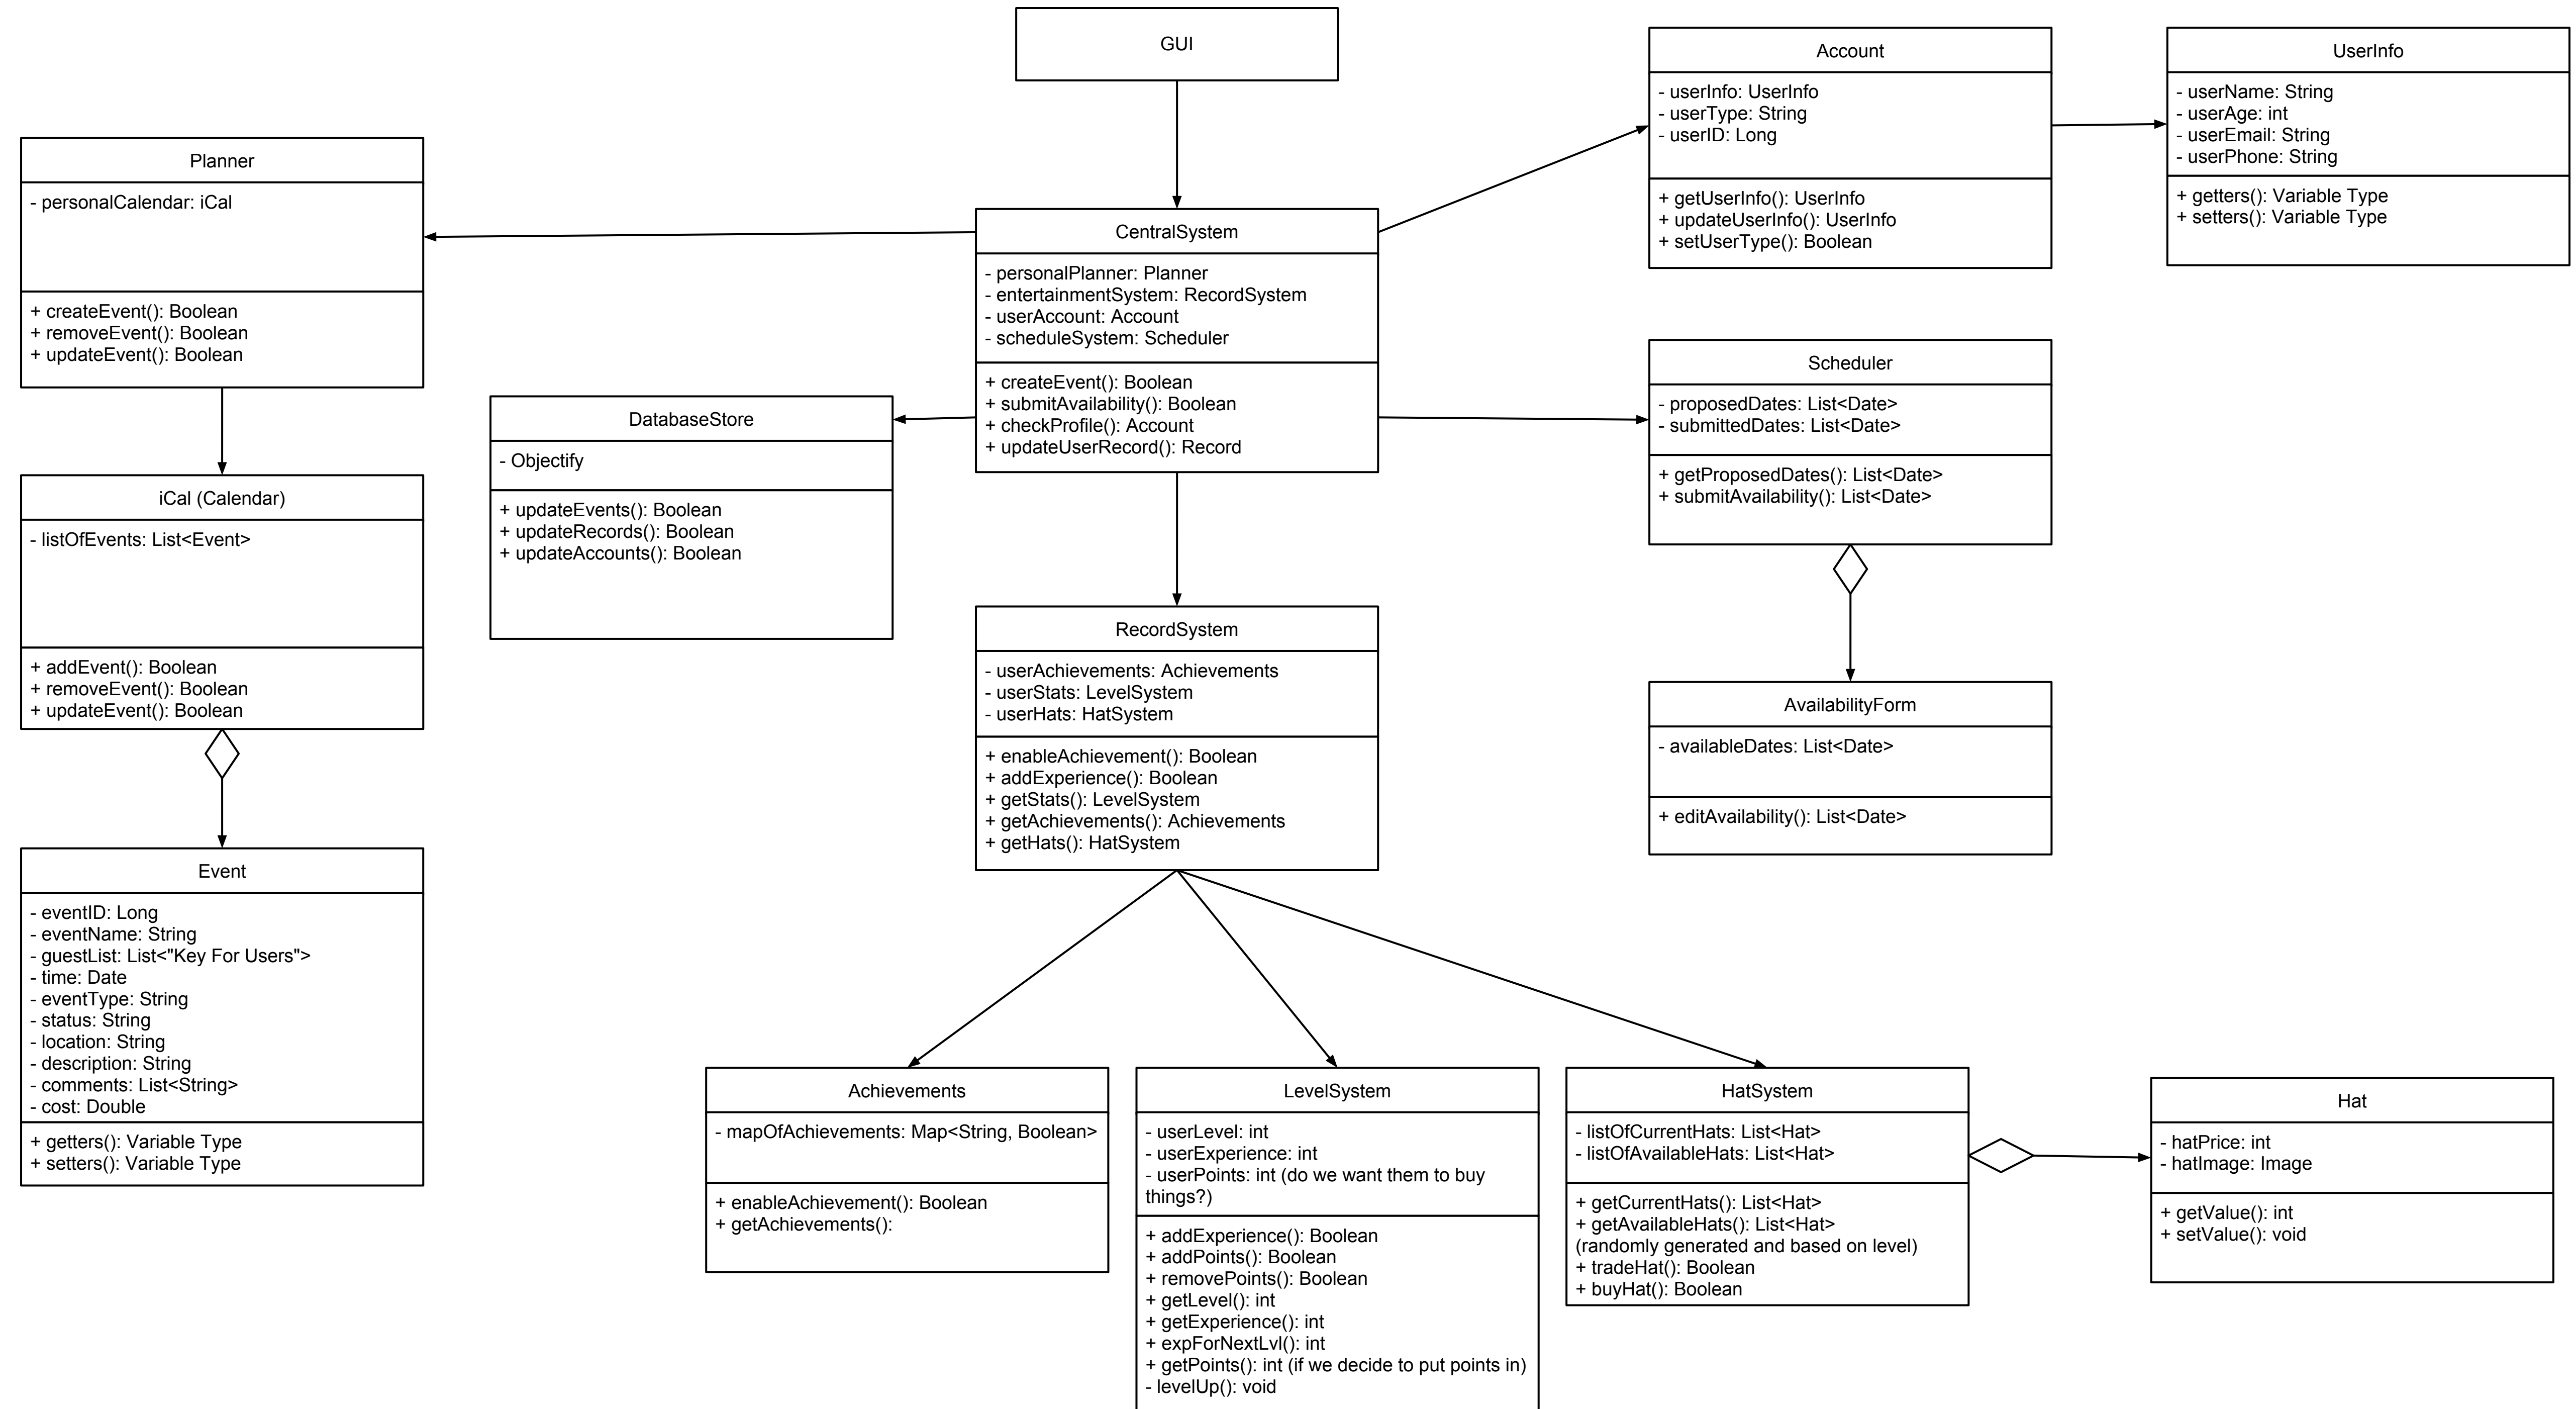 GUI
Account
- userInfo: UserInfo
- userType: String
- userID: Long
+ getUserInfo(): UserInfo
+ updateUserInfo(): UserInfo
+ setUserType(): Boolean
UserInfo
- userName: String
- userAge: int
- userEmail: String
- userPhone: String
+ getters(): Variable Type
+ setters(): Variable Type
Planner
- personalCalendar: iCal
+ createEvent(): Boolean
+ removeEvent(): Boolean
+ updateEvent(): Boolean
CentralSystem
- personalPlanner: Planner
- entertainmentSystem: RecordSystem
- userAccount: Account
- scheduleSystem: Scheduler
+ createEvent(): Boolean
+ submitAvailability(): Boolean
+ checkProfile(): Account
+ updateUserRecord(): Record
Scheduler
- proposedDates: List<Date>
- submittedDates: List<Date>
+ getProposedDates(): List<Date>
+ submitAvailability(): List<Date>
DatabaseStore
- Objectify
+ updateEvents(): Boolean
+ updateRecords(): Boolean
+ updateAccounts(): Boolean
iCal (Calendar)
- listOfEvents: List<Event>
+ addEvent(): Boolean
+ removeEvent(): Boolean
+ updateEvent(): Boolean
RecordSystem
- userAchievements: Achievements
- userStats: LevelSystem
- userHats: HatSystem
+ enableAchievement(): Boolean
+ addExperience(): Boolean
+ getStats(): LevelSystem
+ getAchievements(): Achievements
+ getHats(): HatSystem
AvailabilityForm
- availableDates: List<Date>
+ editAvailability(): List<Date>
Event
- eventID: Long
- eventName: String
- guestList: List<"Key For Users">
- time: Date
- eventType: String
- status: String
- location: String
- description: String
- comments: List<String>
- cost: Double
+ getters(): Variable Type
+ setters(): Variable Type
Achievements
- mapOfAchievements: Map<String, Boolean>
+ enableAchievement(): Boolean
+ getAchievements():
LevelSystem
- userLevel: int
- userExperience: int
- userPoints: int (do we want them to buy
things?)
+ addExperience(): Boolean
+ addPoints(): Boolean
+ removePoints(): Boolean
+ getLevel(): int
+ getExperience(): int
+ expForNextLvl(): int
+ getPoints(): int (if we decide to put points in)
- levelUp(): void
HatSystem
- listOfCurrentHats: List<Hat>
- listOfAvailableHats: List<Hat>
+ getCurrentHats(): List<Hat>
+ getAvailableHats(): List<Hat>
(randomly generated and based on level)
+ tradeHat(): Boolean
+ buyHat(): Boolean
Hat
- hatPrice: int
- hatImage: Image
+ getValue(): int
+ setValue(): void